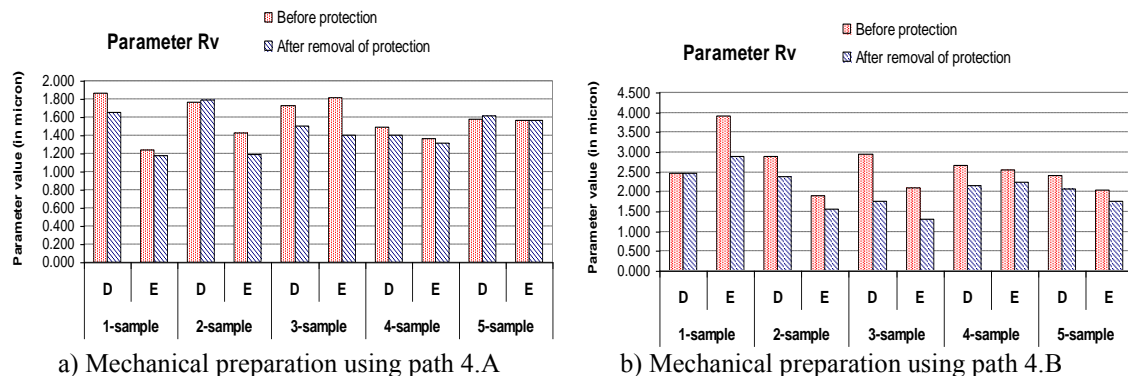 Parameter Rv
Before protection
After removal of protection
Parameter value (in micron)
2.000
1.800
1.600
1.400
1.200
1.000
0.800
0.600
0.400
0.200
0.000
D E D E D E D E D E
1-sample 2-sample 3-sample 4-sample 5-sample
a) Mechanical preparation using path 4.A
Parameter Rv
Before protection
After removal of protection
Parameter value (in micron)
4.500
4.000
3.500
3.000
2.500
2.000
1.500
1.000
0.500
0.000
D E D E D E D E D E
1-sample 2-sample 3-sample 4-sample 5-sample
b) Mechanical preparation using path 4.B